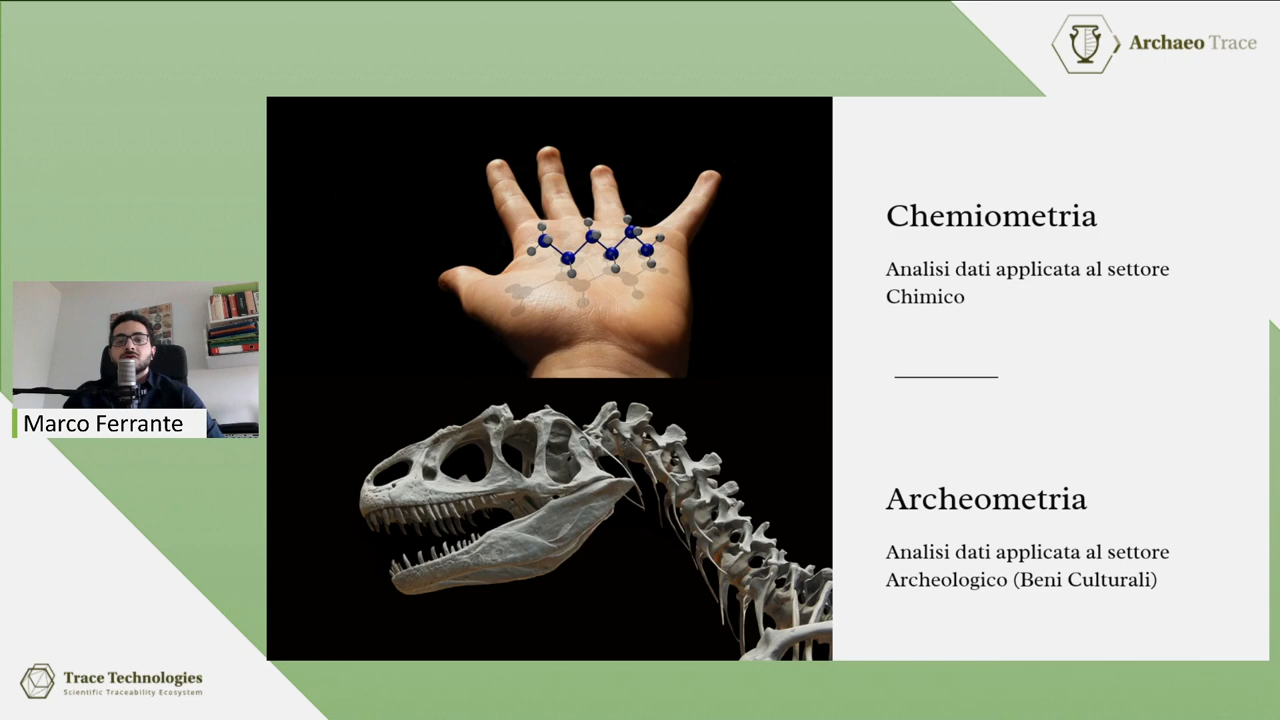 Archaeo Trace
Chemiometria
Analisi dati applicata al settore
Chimico
Archeometria
Analisi dati applicata al settore
Archeologico (Beni Culturali)
Marco Ferrante
Trace Technologies
Scientific Traceability Ecosystem